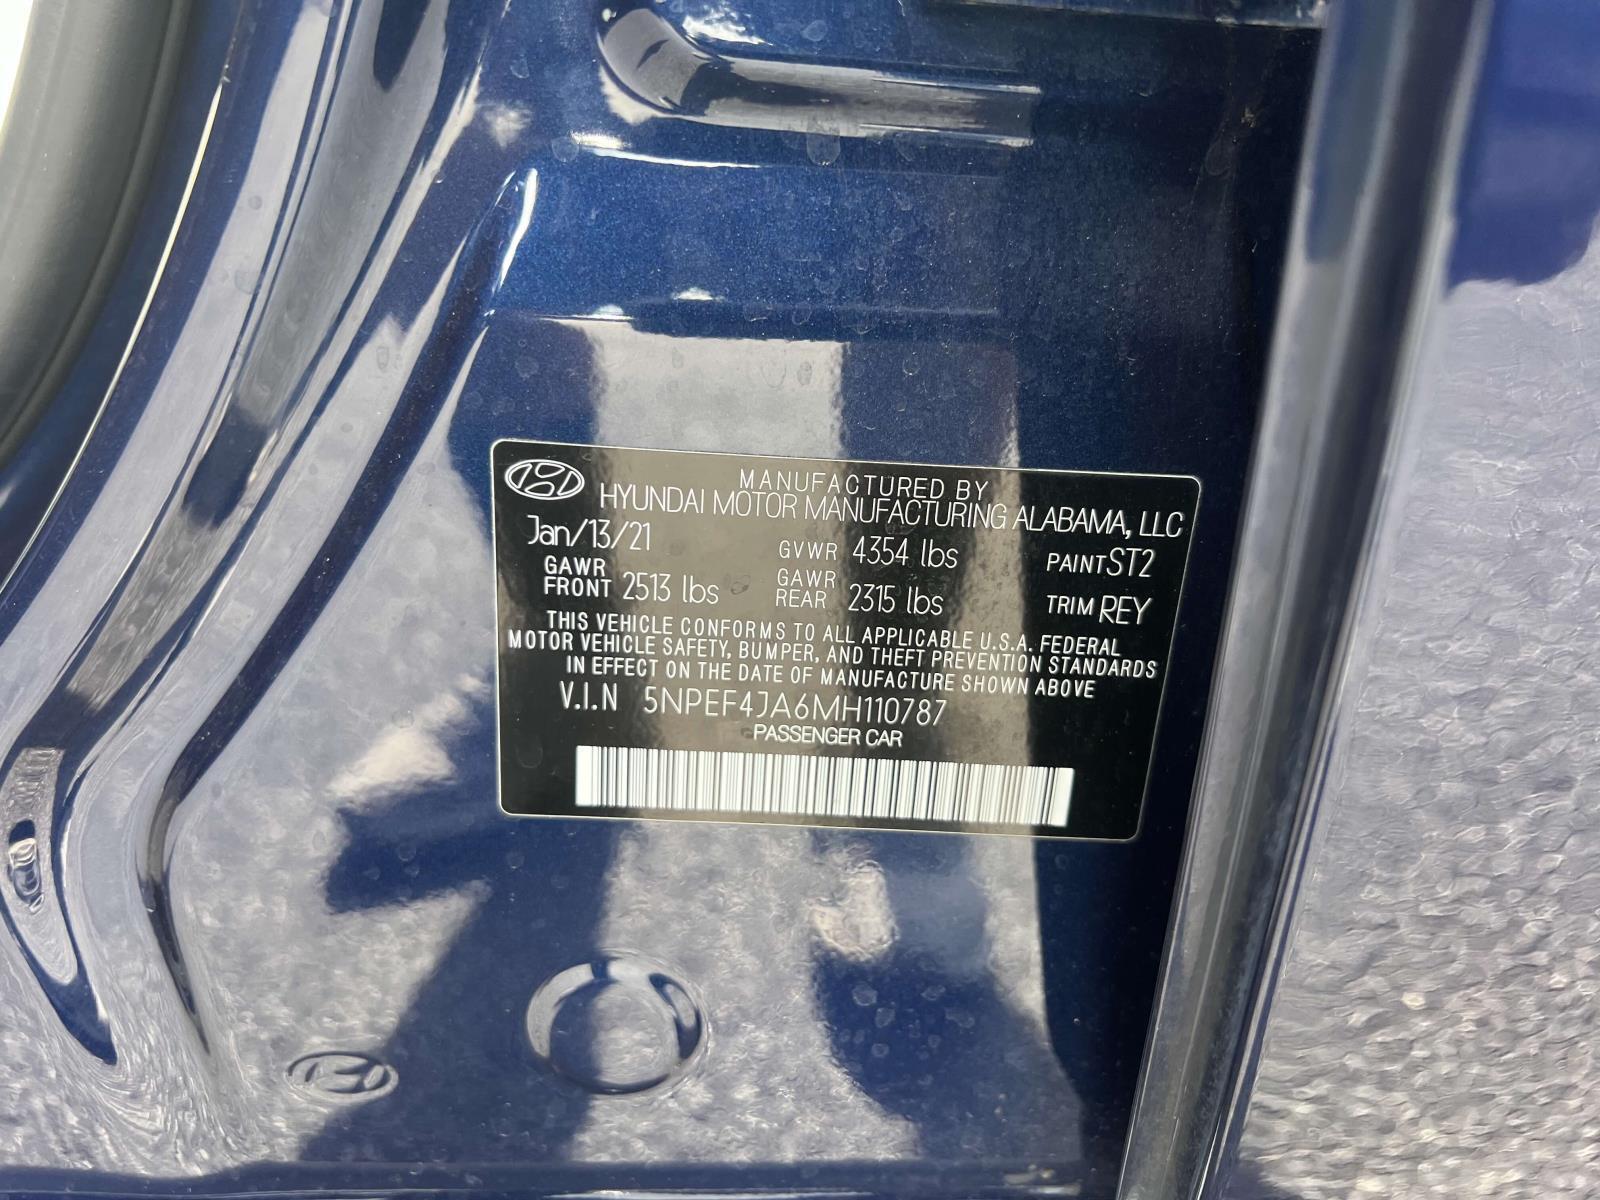 MANUFACTURED BY
HYUNDAI MOTOR MANUFACTURING ALABAMA, LLC
Jan/13/21 GVWR 4354 lbs PAINT ST2
GAWR FRONT 2513 lbs GAWR REAR 2315 lbs TRIM REY
THIS VEHICLE CONFORMS TO ALL APPLICABLE U.S.A. FEDERAL
MOTOR VEHICLE SAFETY, BUMPER, AND THEFT PREVENTION STANDARDS
IN EFFECT ON THE DATE OF MANUFACTURE SHOWN ABOVE
V.I.N 5NPEF4JA6MH110787
PASSENGER CAR